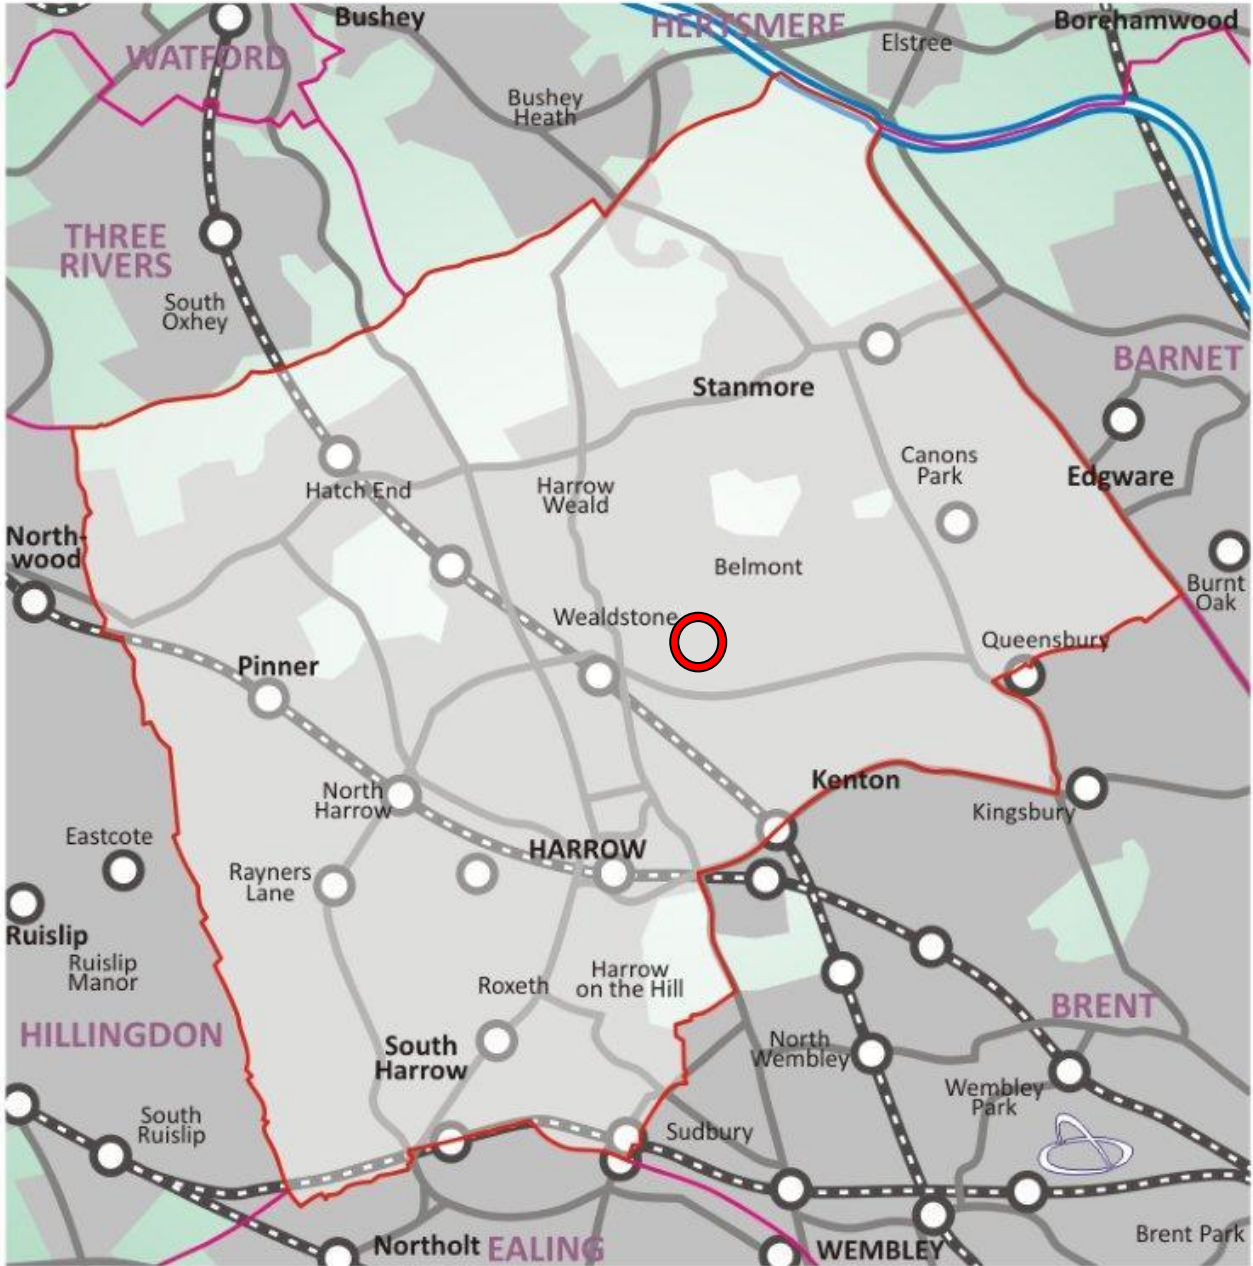 Bushey
HERTSMERE
Borehamwood
WATFORD
Elstree
Bushey
Heath
THREE
RIVERS
South
Oxhey
BARNET
Stanmore
Canons
Park
Edgware
Hatch End
Harrow
Weald
North-
wood
Belmont
Burnt
Oak
Wealdstone
Queensbury
Pinner
Kenton
North
Harrow
Kingsbury
Eastcote
HARROW
Rayners
Lane
Ruislip
Ruislip
Manor
Harrow
on the Hill
Roxeth
BRENT
HILLINGDON
South
Harrow
North
Wembley
Wembley
Park
South
Ruislip
Sudbury
Brent Park
Northolt
EALING
WEMBLEY